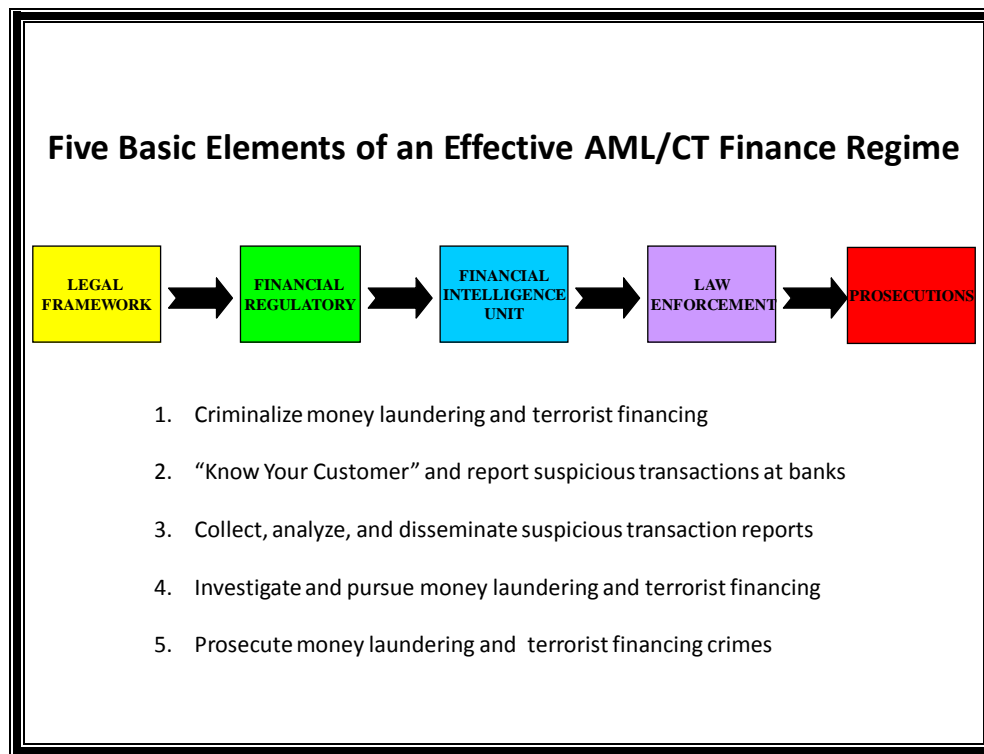 Five Basic Elements of an Effective AML/CT Finance Regime
LEGAL
FRAMEWORK
FINANCIAL
REGULATORY
FINANCIAL
INTELLIGENCE
UNIT
LAW
ENFORCEMENT
PROSECUTIONS
1. Criminalize money laundering and terrorist financing
2. “Know Your Customer” and report suspicious transactions at banks
3. Collect, analyze, and disseminate suspicious transaction reports
4. Investigate and pursue money laundering and terrorist financing
5. Prosecute money laundering and terrorist financing crimes